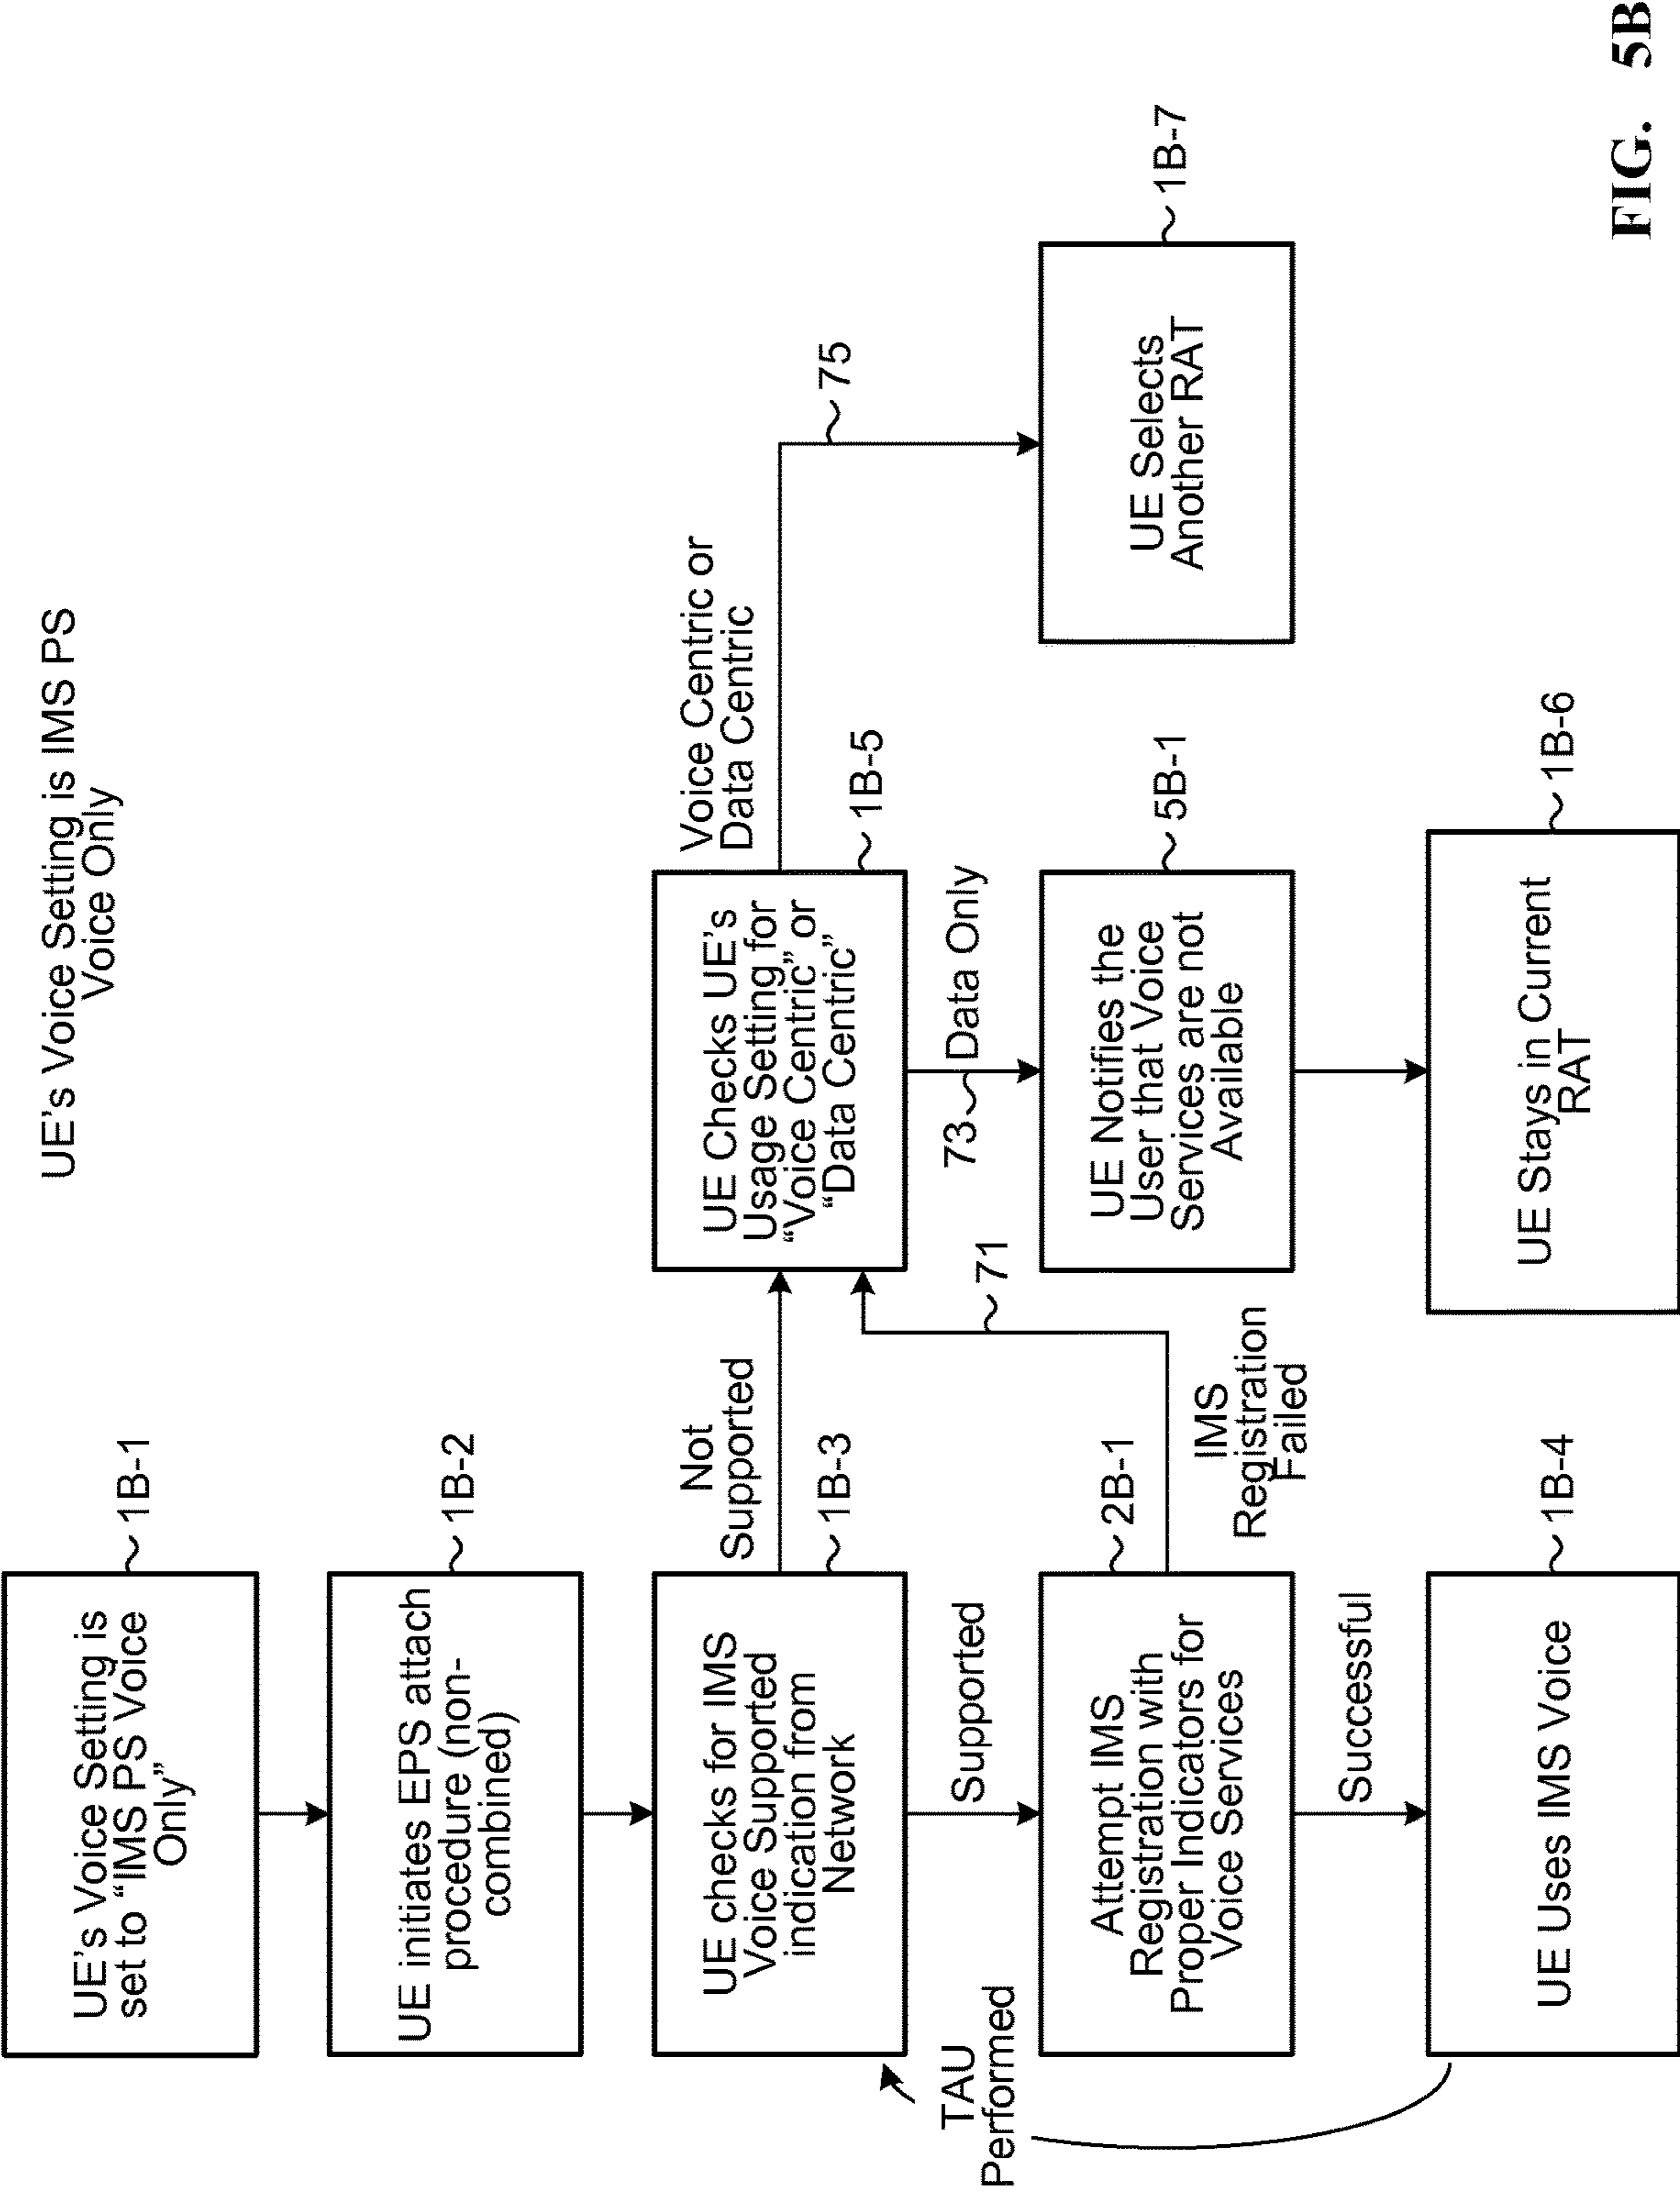 UE's Voice Setting is IMS PS
Voice Only
UE's Voice Setting is
set to “IMS PS Voice
Only”
1B-1
UE initiates EPS attach
procedure (non-
combined)
1B-2
UE checks for IMS
Voice Supported
indication from
Network
1B-3
Not
Supported
UE Checks UE's
Usage Setting for
“Voice Centric” or
“Data Centric”
1B-5
Voice Centric or
Data Centric
75
Supported
71
73
Data Only
TAU
Performed
Attempt IMS
Registration with
Proper Indicators for
Voice Services
2B-1
IMS
Registration
Failed
UE Notifies the
User that Voice
Services are not
Available
5B-1
UE Selects
Another RAT
1B-7
Successful
UE Uses IMS Voice
1B-4
UE Stays in Current
RAT
1B-6
FIG. 5B